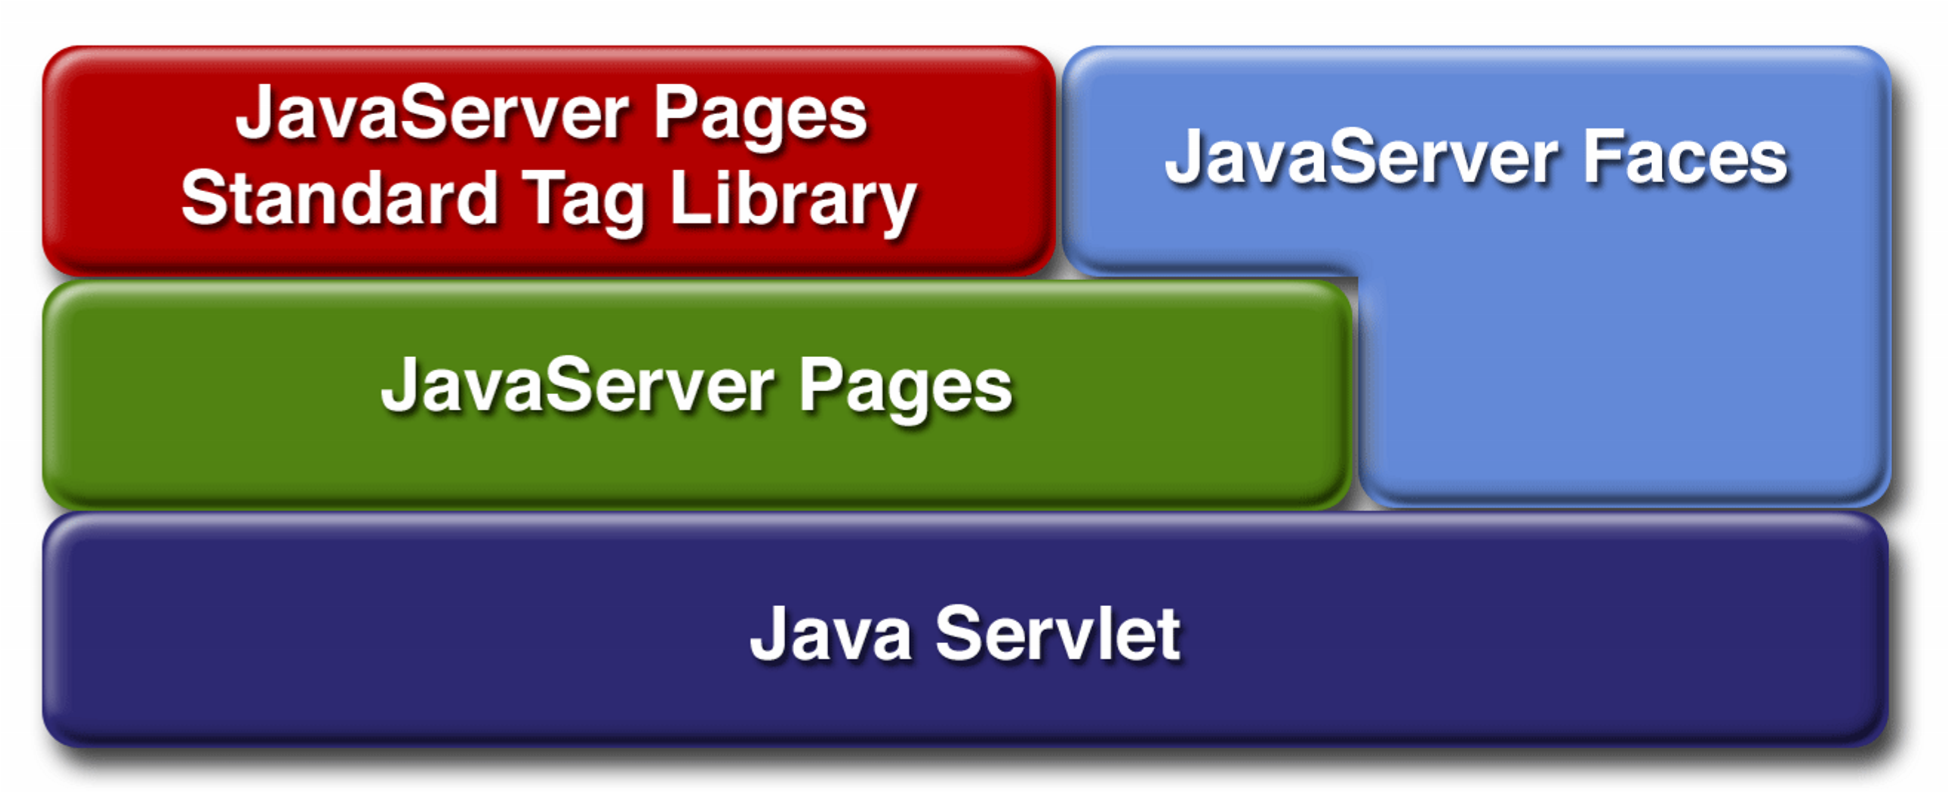 JavaServer Pages
Standard Tag Library
JavaServer Faces
JavaServer Pages
Java Servlet